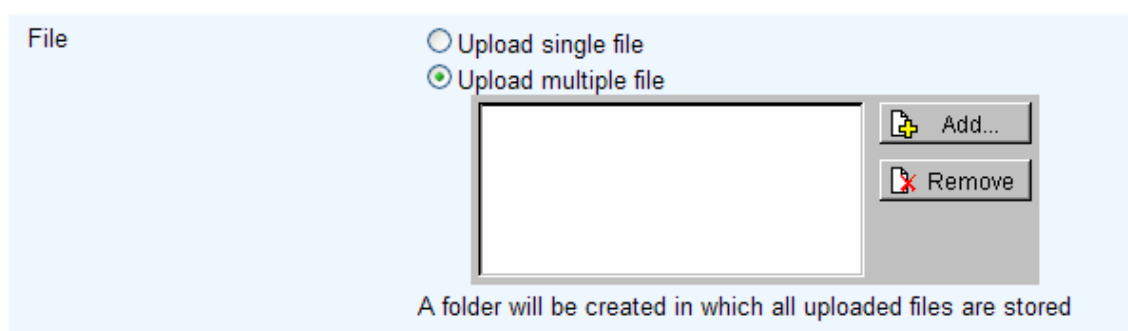 File
Upload single file
Upload multiple file
Add...
Remove
A folder will be created in which all uploaded files are stored